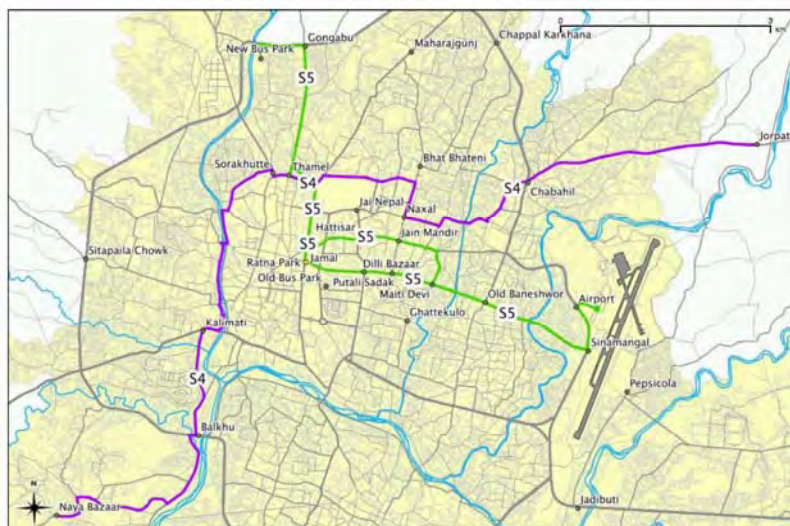 Gongabu
New Bus Park
Maharajgunj
Chappal Karkhana
0 2
km
S5
Jorpat
Sorakhutte
Thamel
Bhat Bhateni
S4
S4
Chabahil
S5
Jai Nepal
Naxal
Hattisar
S5
S5
Jain Mandir
Sitapaila Chowk
Ratna Park
Jamal
Dilli Bazaar
Old Bus Park
Putali Sadak
S5
Maiti Devi
Old Baneshwor
Airport
Ghattekulo
S5
Kalimati
Sinamangal
S4
Pepsicola
Balkhu
N
Naya Bazaar
Jadibuti